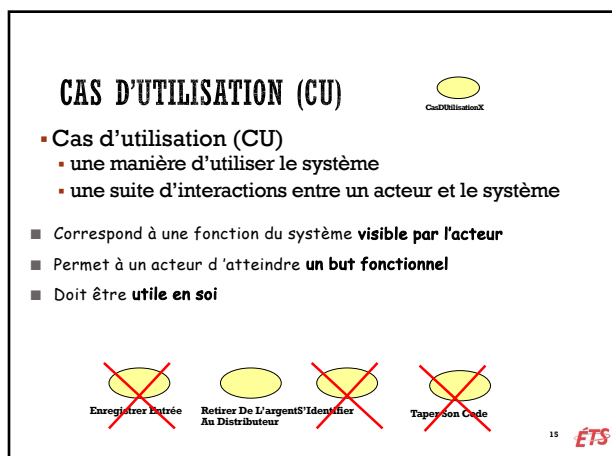 CAS D'UTILISATION (CU)
CasDUtilisationX
▪ Cas d'utilisation (CU)
▪ une manière d'utiliser le système
▪ une suite d'interactions entre un acteur et le système
■ Correspond à une fonction du système visible par l'acteur
■ Permet à un acteur d 'atteindre un but fonctionnel
■ Doit être utile en soi
Enregistrer Entrée
Retirer De L'argent
Au Distributeur
S'Identifier
Taper Son Code
15
ÉTS